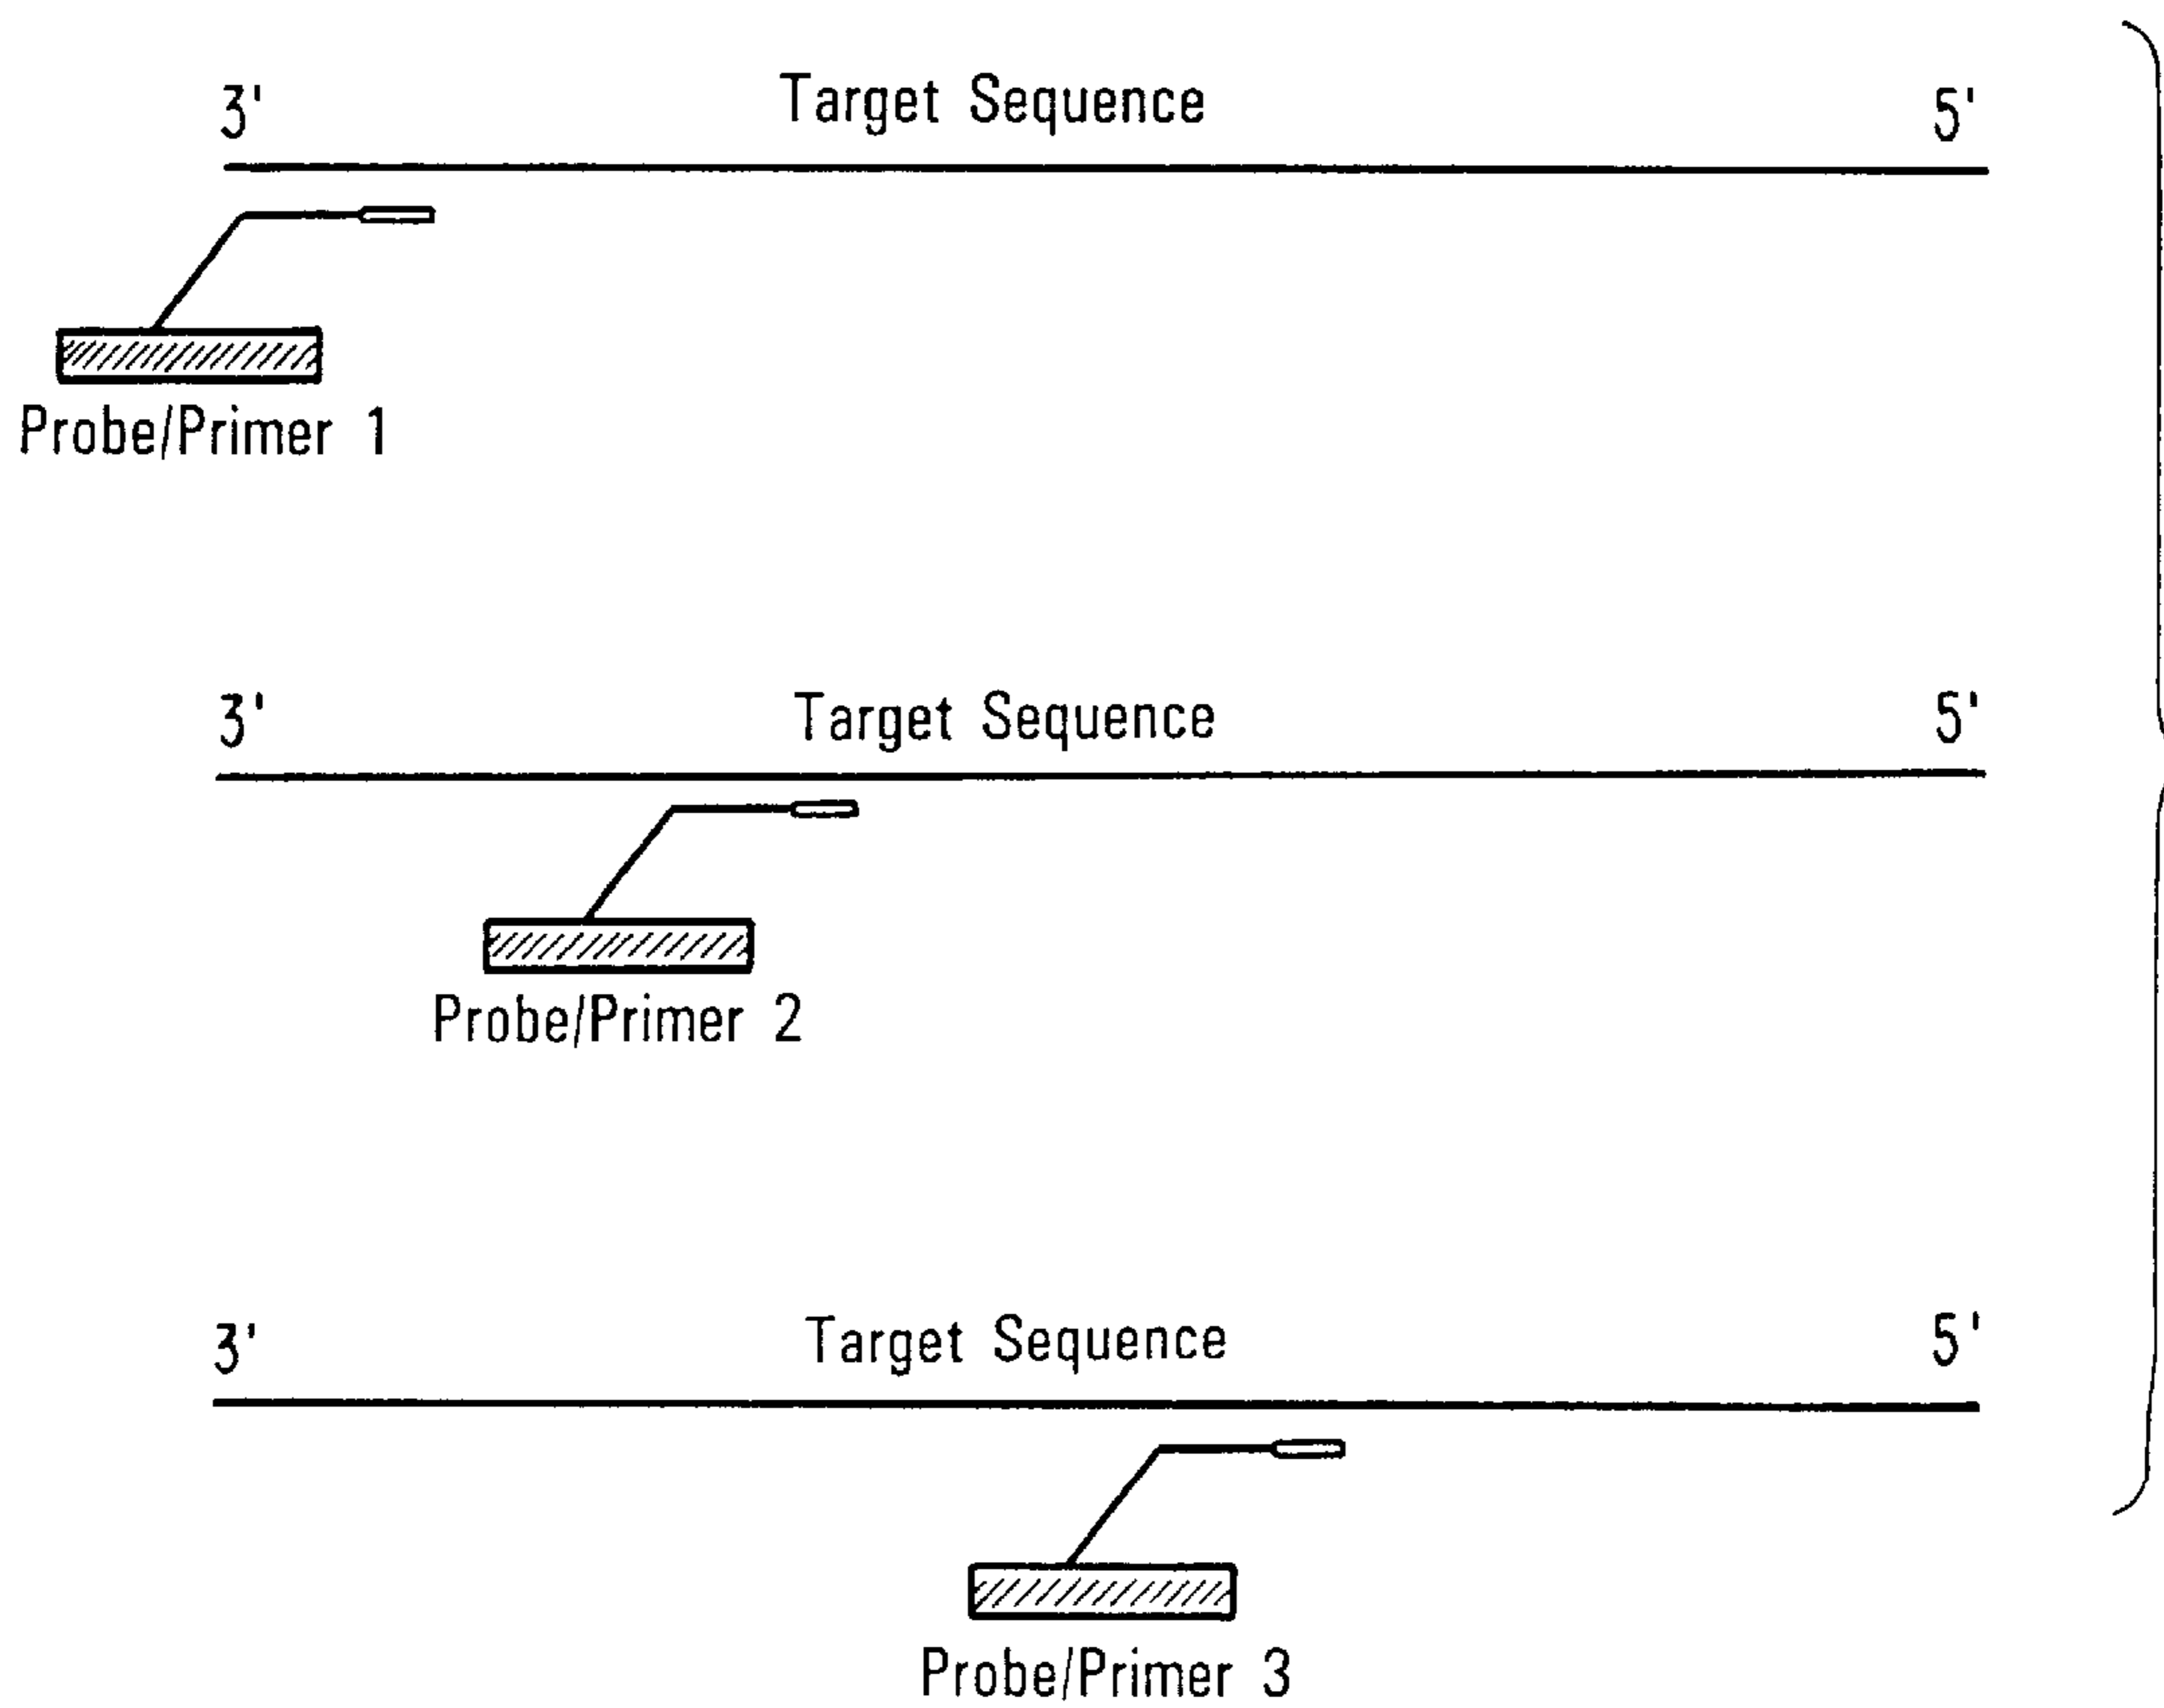 Target Sequence
3' 5'
Probe/Primer 1
Target Sequence
3' 5'
Probe/Primer 2
Target Sequence
3' 5'
Probe/Primer 3